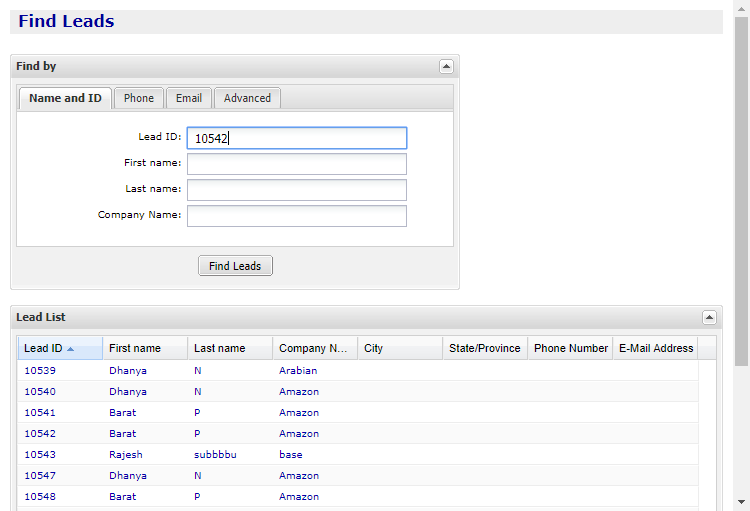 Find Leads
Find by
Name and ID Phone Email Advanced
Lead ID: 10542
First name:
Last name:
Company Name:
Find Leads
Lead List
Lead ID First name Last name Company N... City State/Province Phone Number E-Mail Address
10539 Dhanya N Arabian
10540 Dhanya N Amazon
10541 Barat P Amazon
10542 Barat P Amazon
10543 Rajesh subbbbu base
10547 Dhanya N Amazon
10548 Barat P Amazon